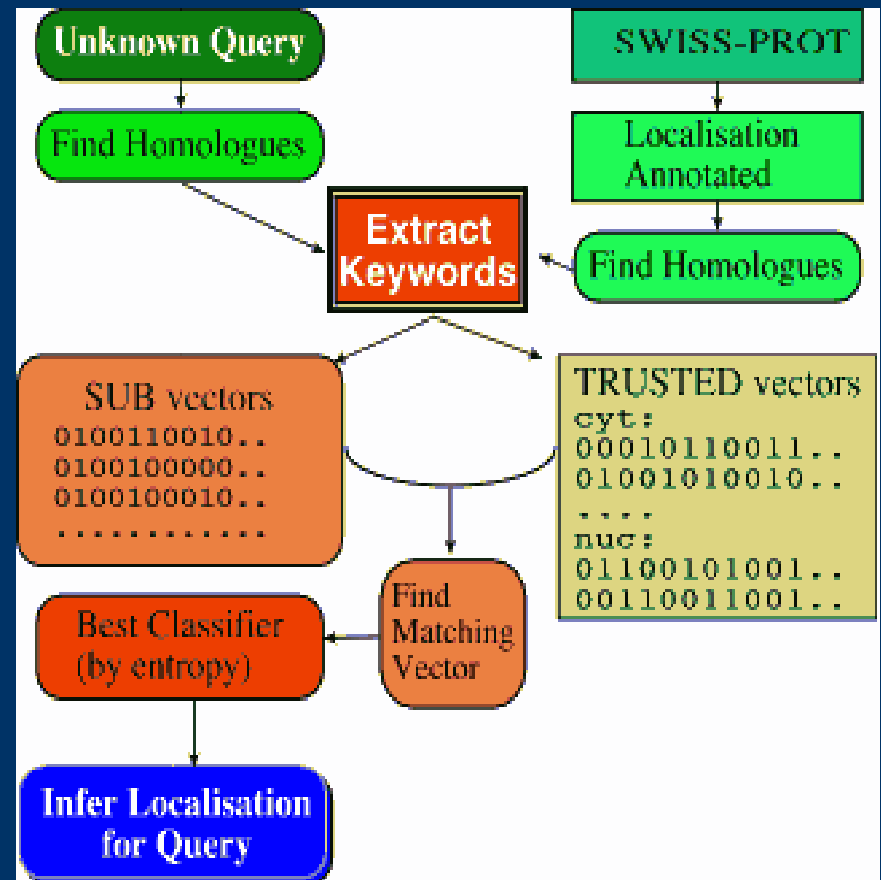 Unknown Query
SWISS-PROT
Find Homologues
Localisation
Annotated
Extract
Keywords
Find Homologues
SUB vectors
0100110010..
0100100000..
0100100010..
............
TRUSTED vectors
cyt:
00010110011..
01001010010..
....
nuc:
01100101001..
00110011001..
Find
Matching
Vector
Best Classifier
(by entropy)
Infer Localisation
for Query